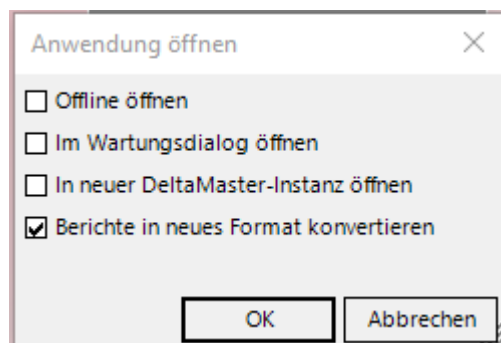 Anwendung öffnen
Offline öffnen
Im Wartungsdialog öffnen
In neuer DeltaMaster-Instanz öffnen
Berichte in neues Format konvertieren
OK Abbrechen